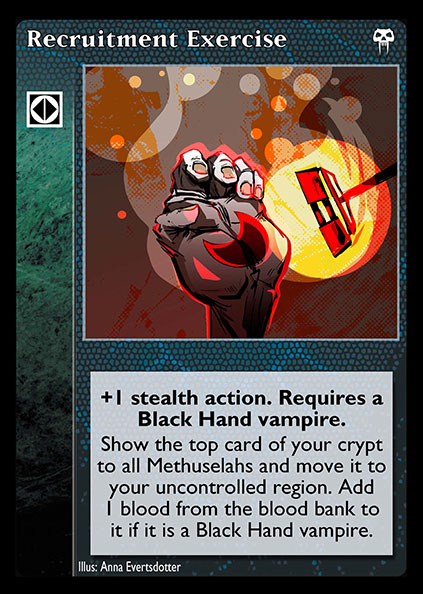 Recruitment Exercise
+1 stealth action. Requires a
Black Hand vampire.
Show the top card of your crypt
to all Methuselahs and move it to
your uncontrolled region. Add
1 blood from the blood bank to
it if it is a Black Hand vampire.
Illus: Anna Evertsdotter